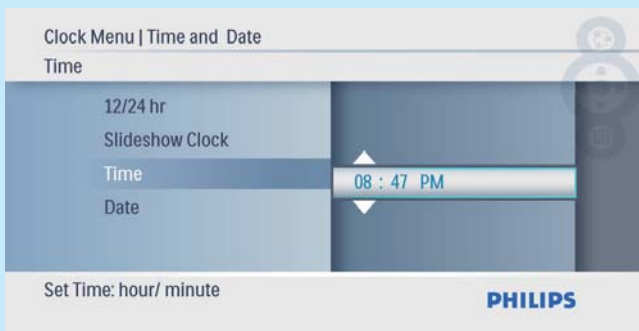 Clock Menu | Time and Date
Time
12/24 hr
Slideshow Clock
Time
08 : 47 PM
Date
Set Time: hour/ minute
PHILIPS